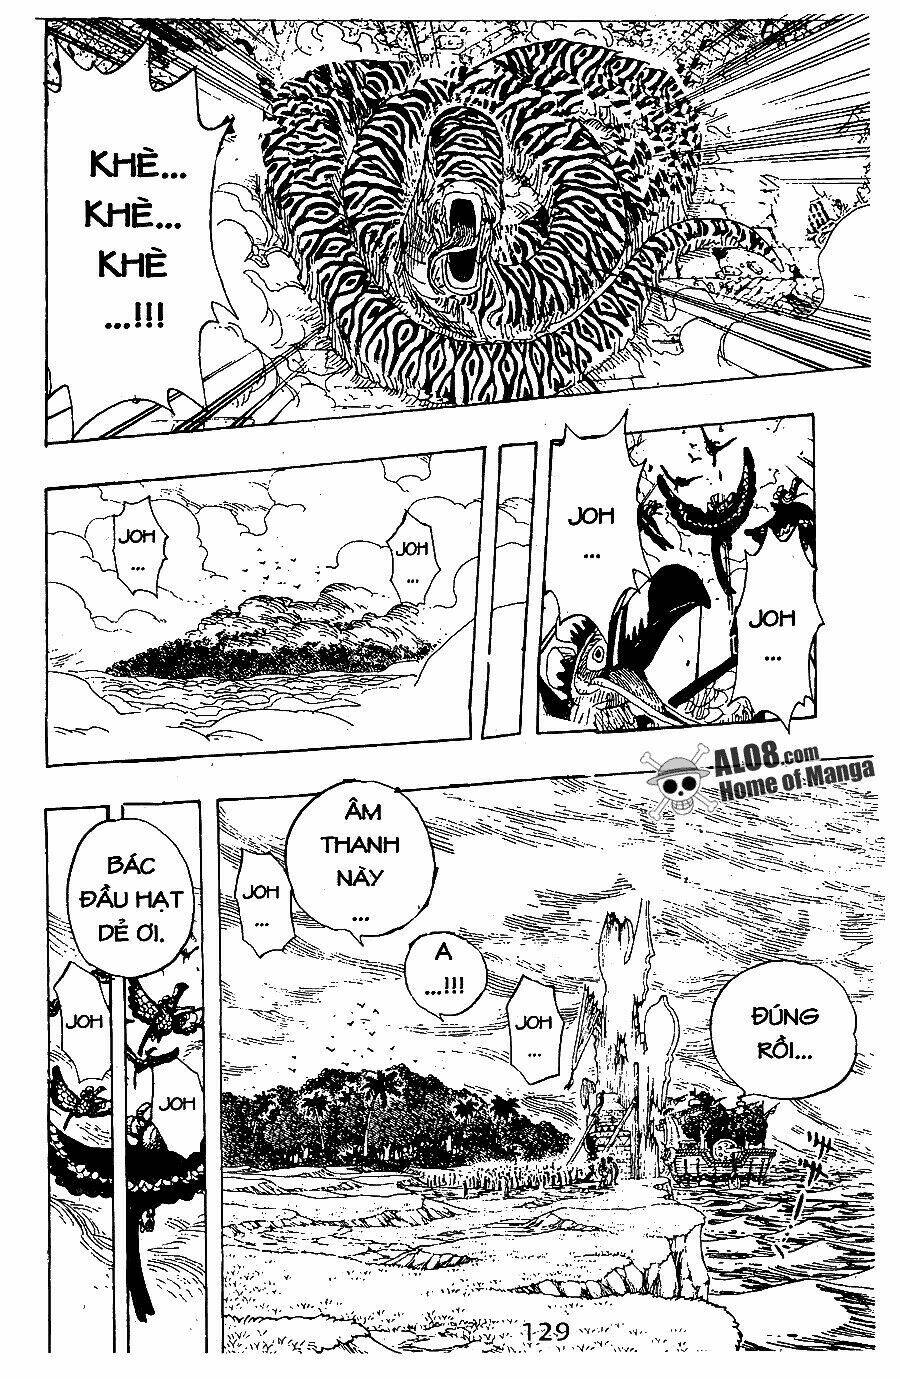 KHÈ...
KHÈ...
KHÈ
...!!!
JOH
...
JOH
...
JOH
...
JOH
...
ALO8.com
Home of Manga
BÁC
ĐẦU HẠT
DẺ ƠI.
JOH
JOH
ÂM
THANH
NÀY
...
JOH
...
A
...!!!
JOH
...
ĐÚNG
RỒI...
129